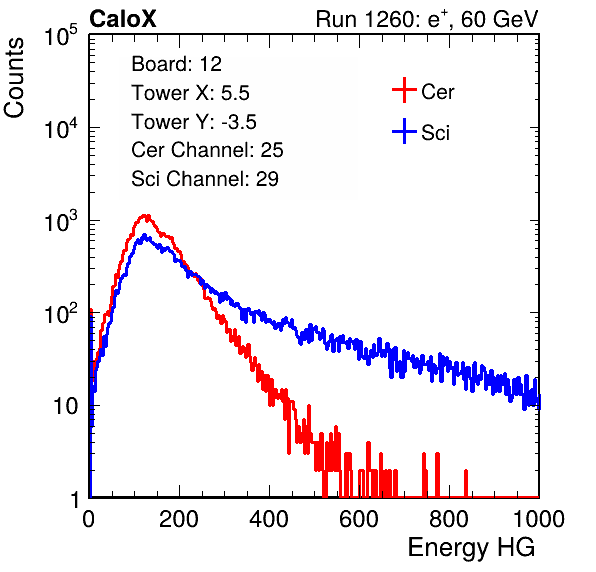 CaloX Run 1260: e⁺, 60 GeV
Counts
10⁵
10⁴
10³
10²
10
1
Board: 12
Tower X: 5.5
Tower Y: -3.5
Cer Channel: 25
Sci Channel: 29
Cer
Sci
0 200 400 600 800 1000
Energy HG